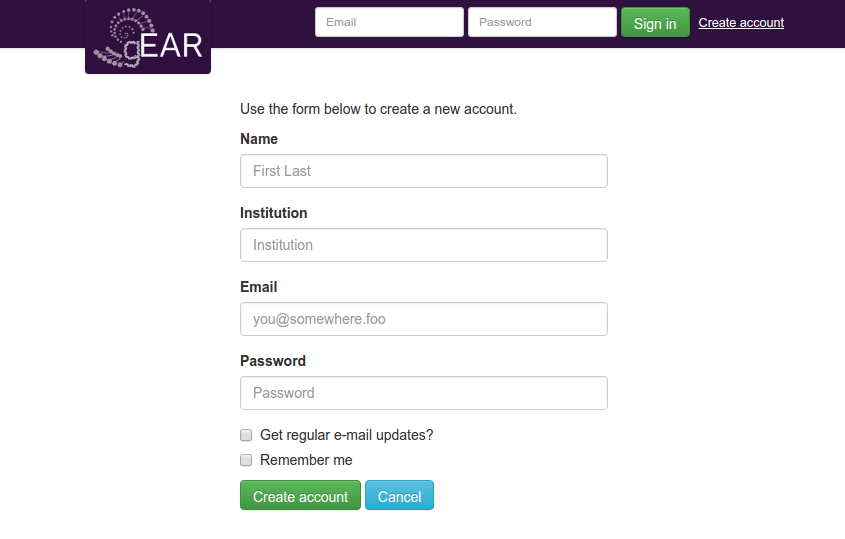 gEAR
Email
Password
Sign in
Create account
Use the form below to create a new account.
Name
First Last
Institution
Institution
Email
you@somewhere.foo
Password
Password
Get regular e-mail updates?
Remember me
Create account
Cancel